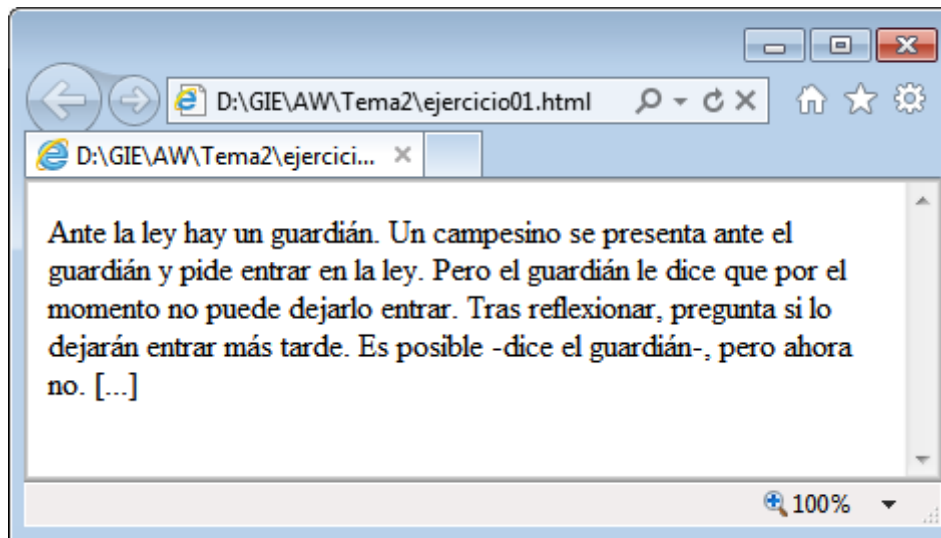 D:\GIE\AW\Tema2\ejercicio01.html
D:\GIE\AW\Tema2\ejercici...
Ante la ley hay un guardián. Un campesino se presenta ante el
guardián y pide entrar en la ley. Pero el guardián le dice que por el
momento no puede dejarlo entrar. Tras reflexionar, pregunta si lo
dejarán entrar más tarde. Es posible -dice el guardián-, pero ahora
no. [...]
100%